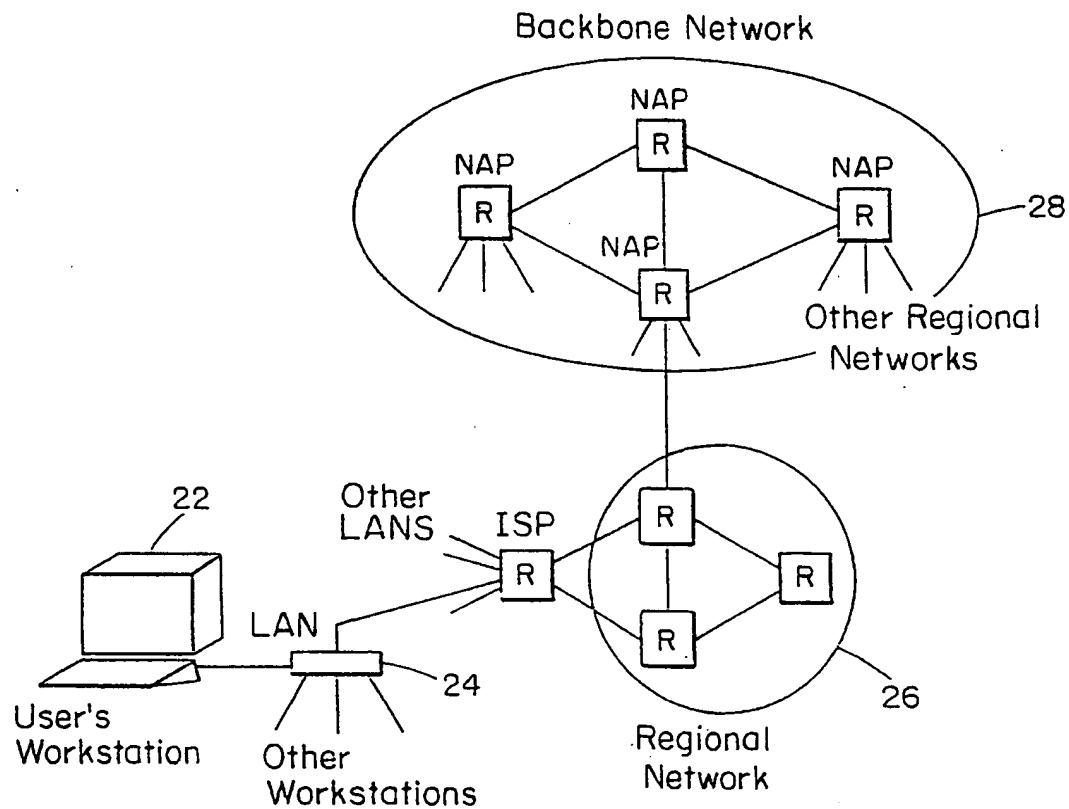 Backbone Network
NAP
R
NAP
R
NAP
R
28
NAP
R
Other Regional
Networks
22
Other
LANS
ISP
R
R
R
R
LAN
24
26
User's
Workstation
Other
Workstations
Regional
Network